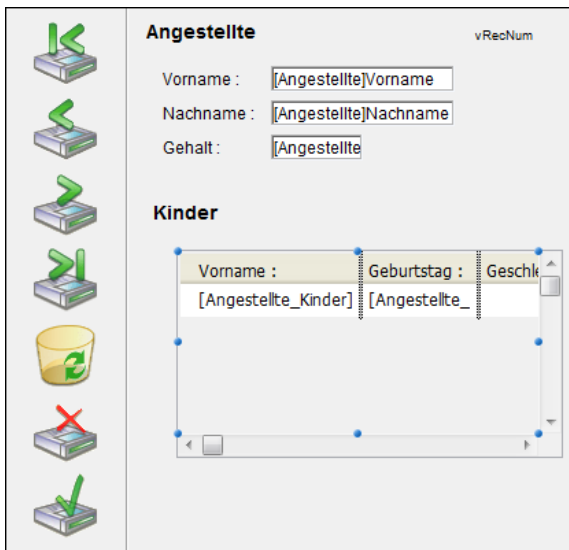 Angestellte vRecNum
Vorname : [Angestellte]Vorname
Nachname : [Angestellte]Nachname
Gehalt : [Angestellte
Kinder
Vorname : Geburtstag : Geschle
[Angestellte_Kinder] [Angestellte_